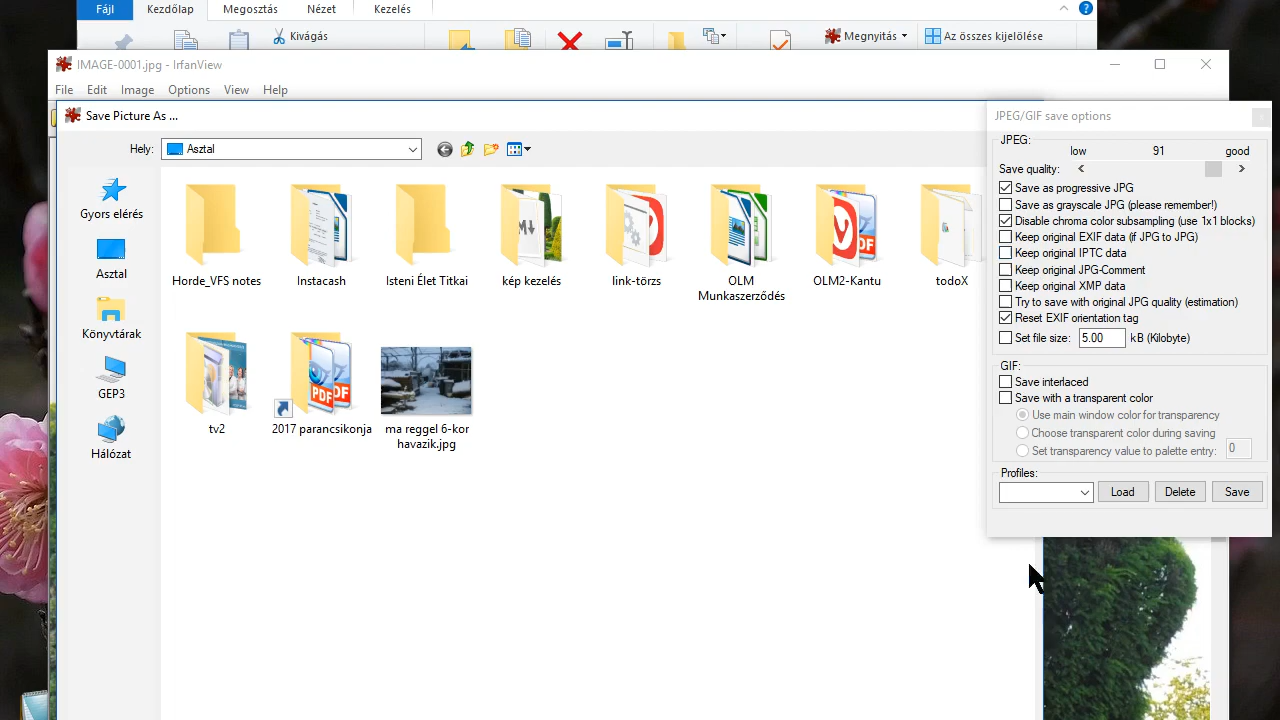 Fájl Kezdőlap Megosztás Nézet Kezelés
Kivágás Megnyitás Az összes kijelölése
IMAGE-0001.jpg - IrfanView
File Edit Image Options View Help
Save Picture As ...
Hely: Asztal
Gyors elérés
Asztal
Könyvtárak
GEP3
Hálózat
Horde_VFS notes Instacash Isteni Élet Titkai kép kezelés link-törzs OLM OLM2-Kantu todoX
Munkaszerződés
tv2 2017 parancsikonja ma reggel 6-kor
havazik.jpg
JPEG/GIF save options
JPEG:
low 91 good
Save quality: < >
Save as progressive JPG
Save as grayscale JPG (please remember!)
Disable chroma color subsampling (use 1x1 blocks)
Keep original EXIF data (if JPG to JPG)
Keep original IPTC data
Keep original JPG-Comment
Keep original XMP data
Try to save with original JPG quality (estimation)
Reset EXIF orientation tag
Set file size: 5.00 kB (Kilobyte)
GIF:
Save interlaced
Save with a transparent color
Use main window color for transparency
Choose transparent color during saving
Set transparency value to palette entry: 0
Profiles:
Load Delete Save